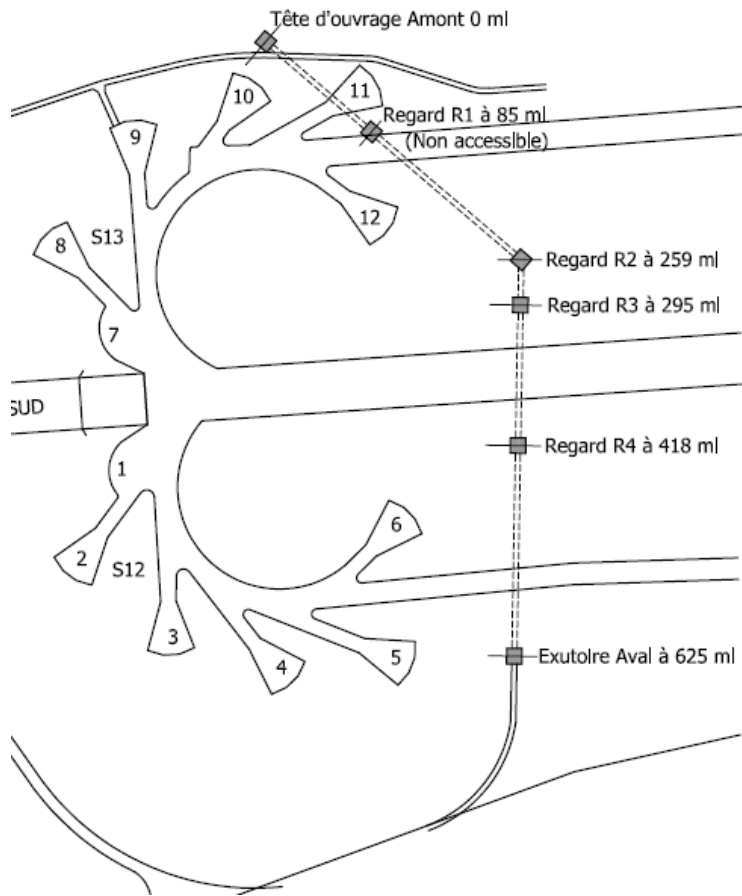 Tête d'ouvrage Amont 0 ml
11
10
Regard R1 à 85 ml
(Non accessible)
9
12
8
S13
Regard R2 à 259 ml
Regard R3 à 295 ml
7
SUD
Regard R4 à 418 ml
1
6
2
S12
3
5
4
Exutoire Aval à 625 ml